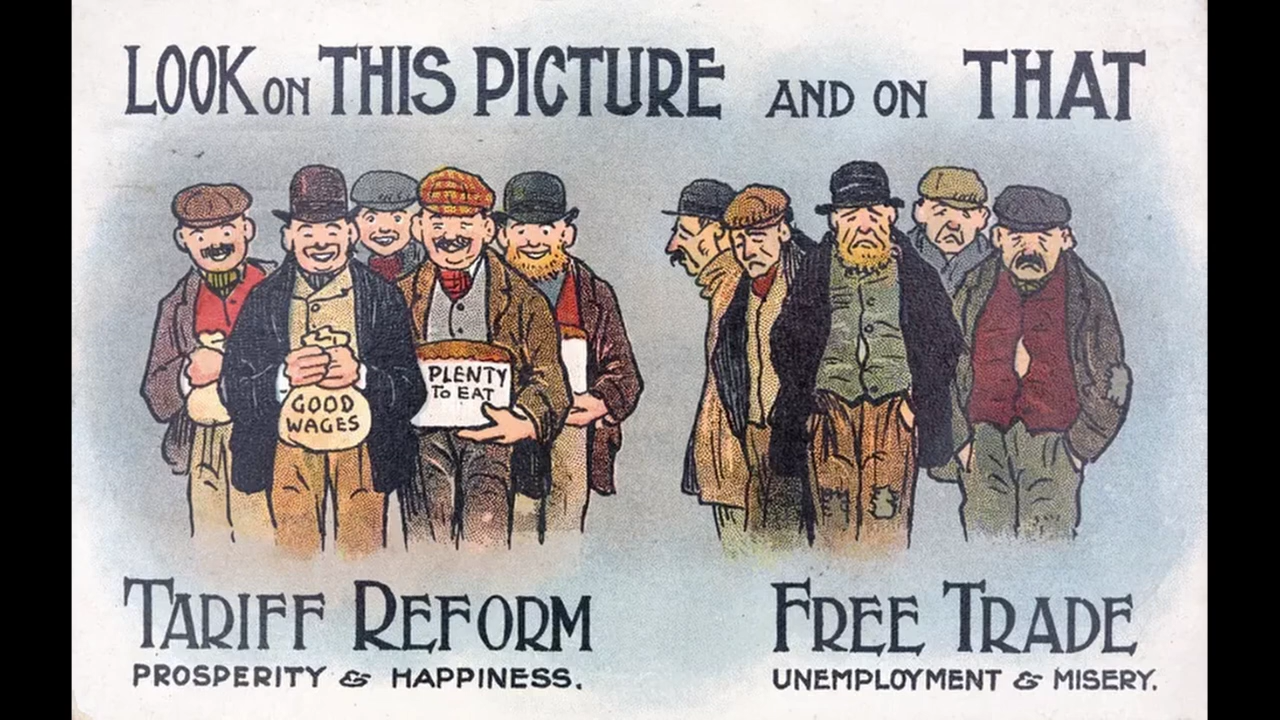 LOOK ON THIS PICTURE AND ON THAT
GOOD
WAGES
PLENTY
TO EAT
TARIFF REFORM
PROSPERITY & HAPPINESS.
FREE TRADE
UNEMPLOYMENT & MISERY.